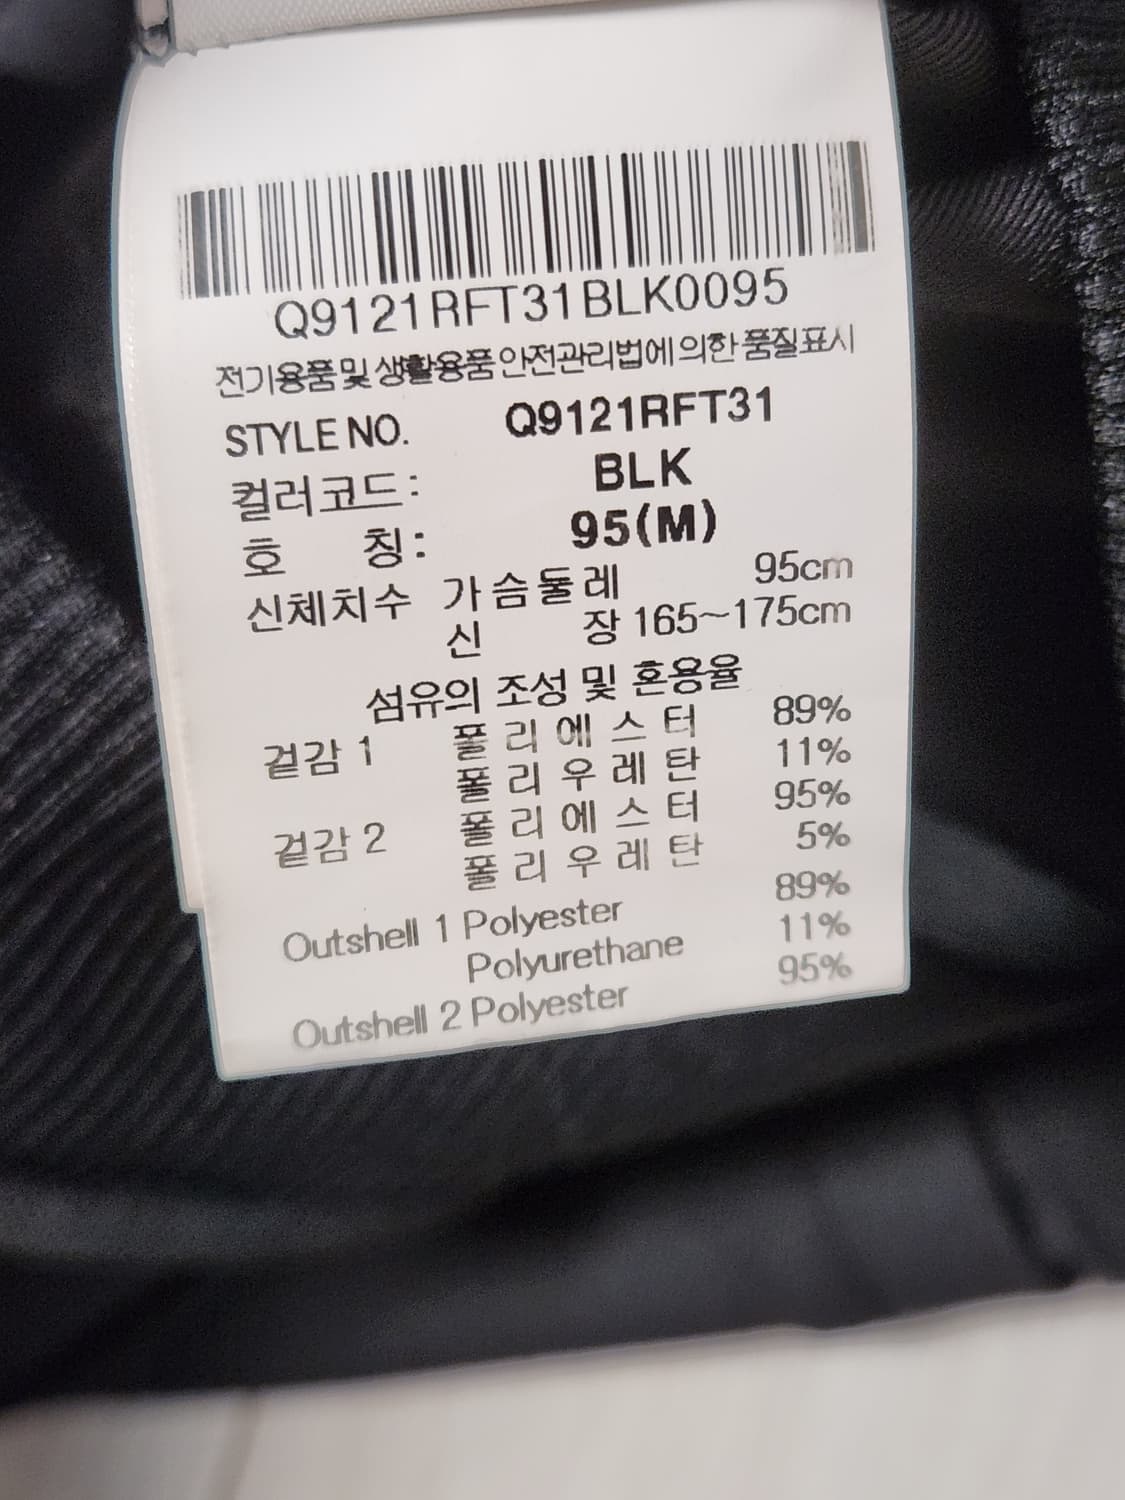 Q9121RFT31BLK0095
전기용품 및 생활용품 안전관리법에 의한 품질표시
STYLE NO. Q9121RFT31
컬러코드: BLK
호 칭: 95(M)
신체치수 가슴둘레 95cm
신 장 165~175cm
섬유의 조성 및 혼용율
겉감 1 폴리에스터 89%
폴리우레탄 11%
겉감 2 폴리에스터 95%
폴리우레탄 5%
Outshell 1 Polyester 89%
Polyurethane 11%
Outshell 2 Polyester 95%